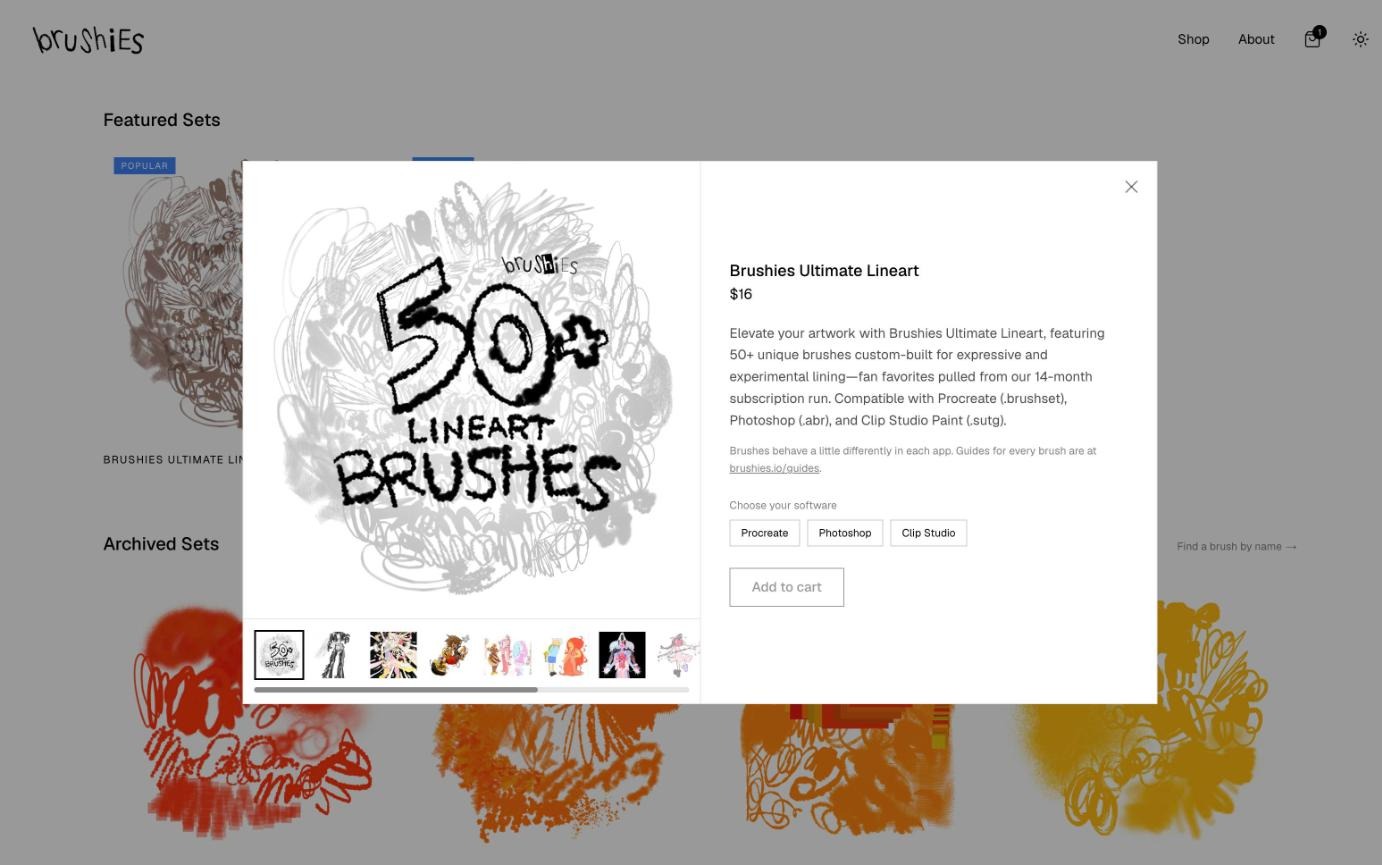 brushies
Shop
About
1
Featured Sets
POPULAR
BRUSHIES ULTIMATE LIN
Archived Sets
Find a brush by name →
brushies
50+
LINEART
BRUSHES
50+
BRUSHES
Brushies Ultimate Lineart
$16
Elevate your artwork with Brushies Ultimate Lineart, featuring
50+ unique brushes custom-built for expressive and
experimental lining—fan favorites pulled from our 14-month
subscription run. Compatible with Procreate (.brushset),
Photoshop (.abr), and Clip Studio Paint (.sutg).
Brushes behave a little differently in each app. Guides for every brush are at
brushies.io/guides.
Choose your software
Procreate
Photoshop
Clip Studio
Add to cart